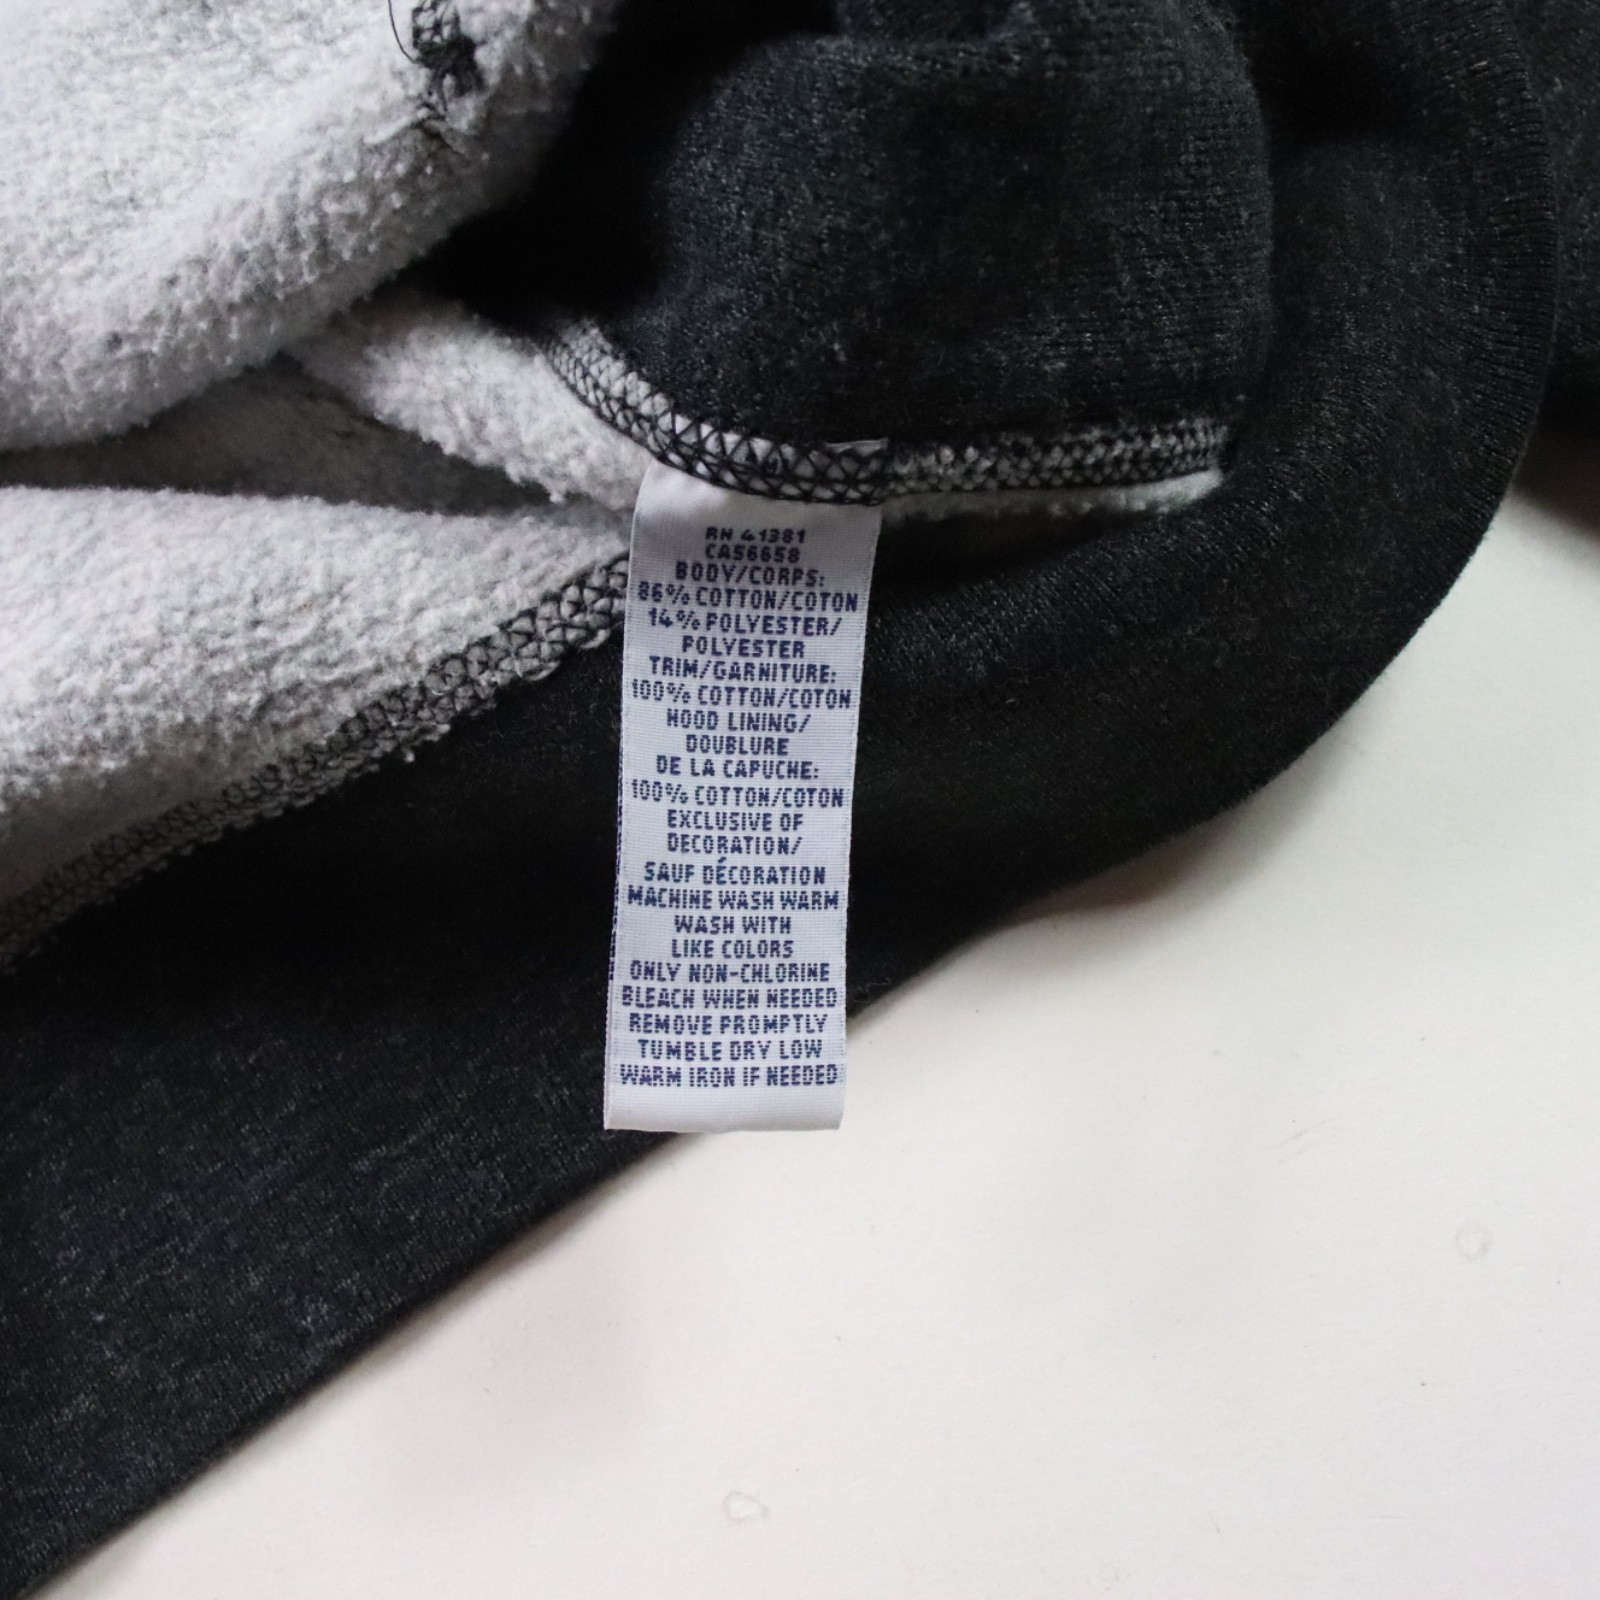 RN 41381
CA56658
BODY/CORPS:
86% COTTON/COTON
14% POLYESTER/
POLYESTER
TRIM/GARNITURE:
100% COTTON/COTON
HOOD LINING/
DOUBLURE
DE LA CAPUCHE:
100% COTTON/COTON
EXCLUSIVE OF
DECORATION/
SAUF DÉCORATION
MACHINE WASH WARM
WASH WITH
LIKE COLORS
ONLY NON-CHLORINE
BLEACH WHEN NEEDED
REMOVE PROMPTLY
TUMBLE DRY LOW
WARM IRON IF NEEDED